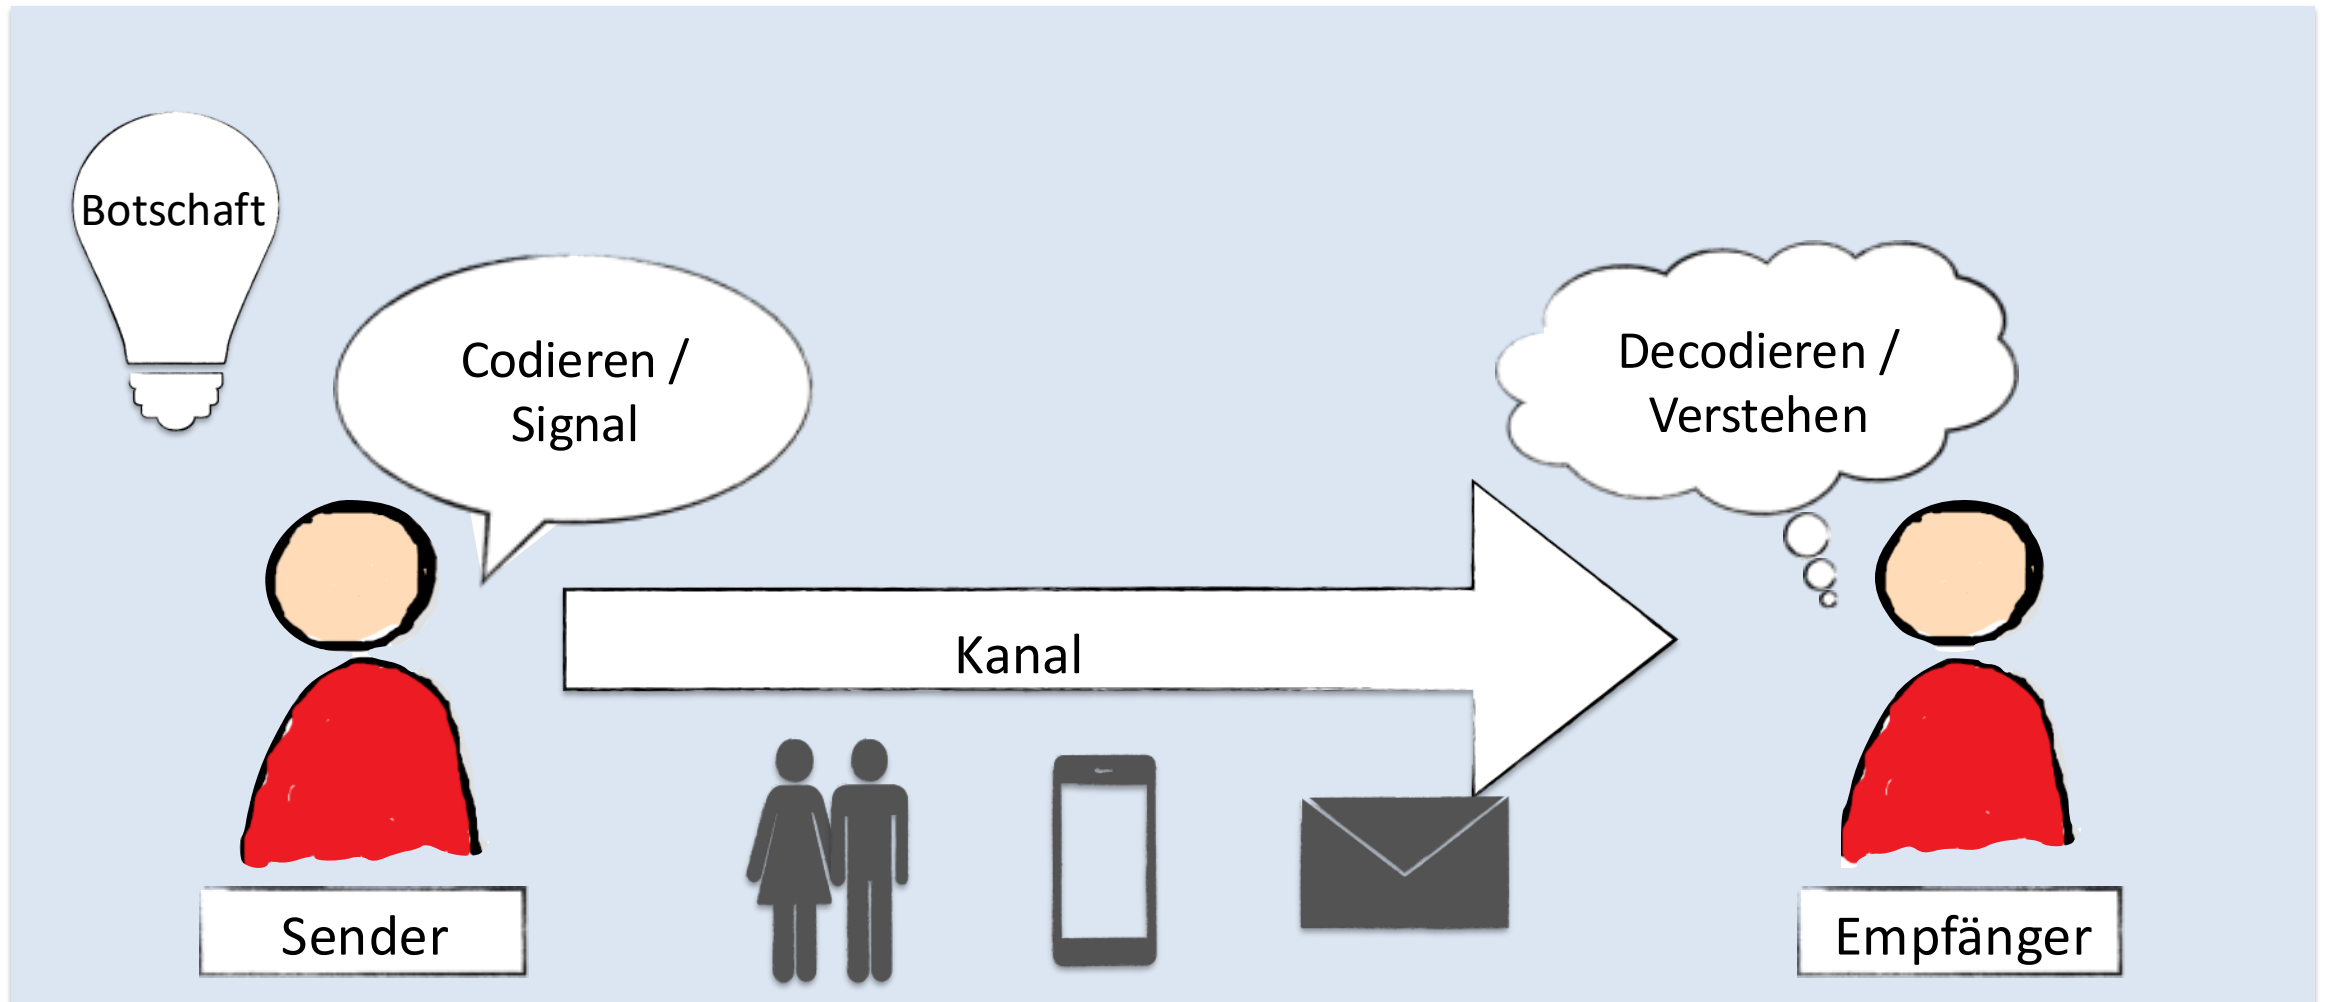 Botschaft
Codieren /
Signal
Decodieren /
Verstehen
Kanal
Sender
Empfänger